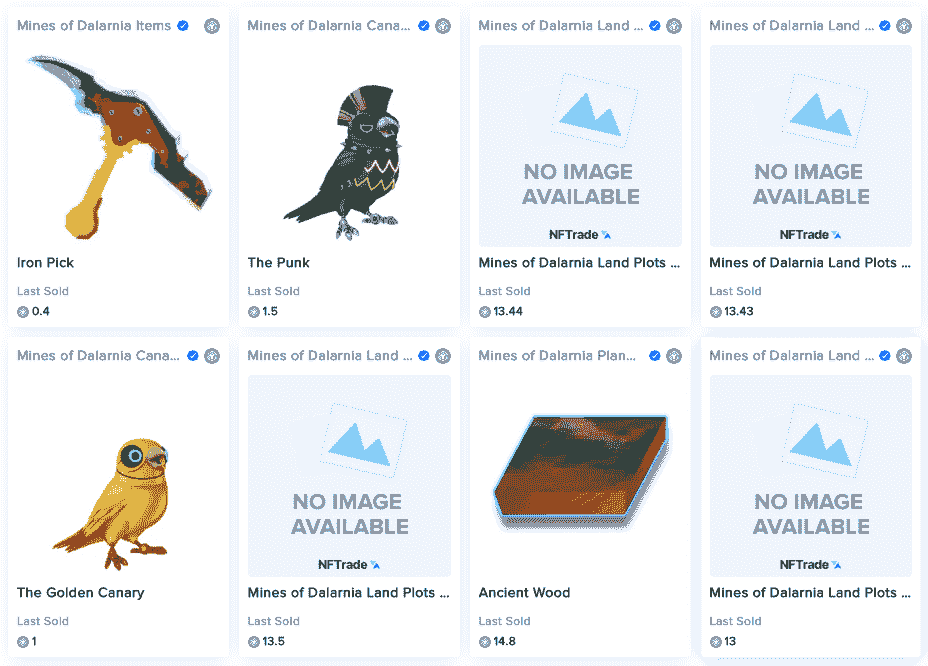 Mines of Dalarnia Items
Iron Pick
Last Sold
0.4
Mines of Dalarnia Cana...
The Punk
Last Sold
1.5
Mines of Dalarnia Land ...
NO IMAGE
AVAILABLE
NFTrade
Mines of Dalarnia Land Plots ...
Last Sold
13.44
Mines of Dalarnia Land ...
NO IMAGE
AVAILABLE
NFTrade
Mines of Dalarnia Land Plots ...
Last Sold
13.43
Mines of Dalarnia Cana...
The Golden Canary
Last Sold
1
Mines of Dalarnia Land ...
NO IMAGE
AVAILABLE
NFTrade
Mines of Dalarnia Land Plots ...
Last Sold
13.5
Mines of Dalarnia Plan...
Ancient Wood
Last Sold
14.8
Mines of Dalarnia Land ...
NO IMAGE
AVAILABLE
NFTrade
Mines of Dalarnia Land Plots ...
Last Sold
13